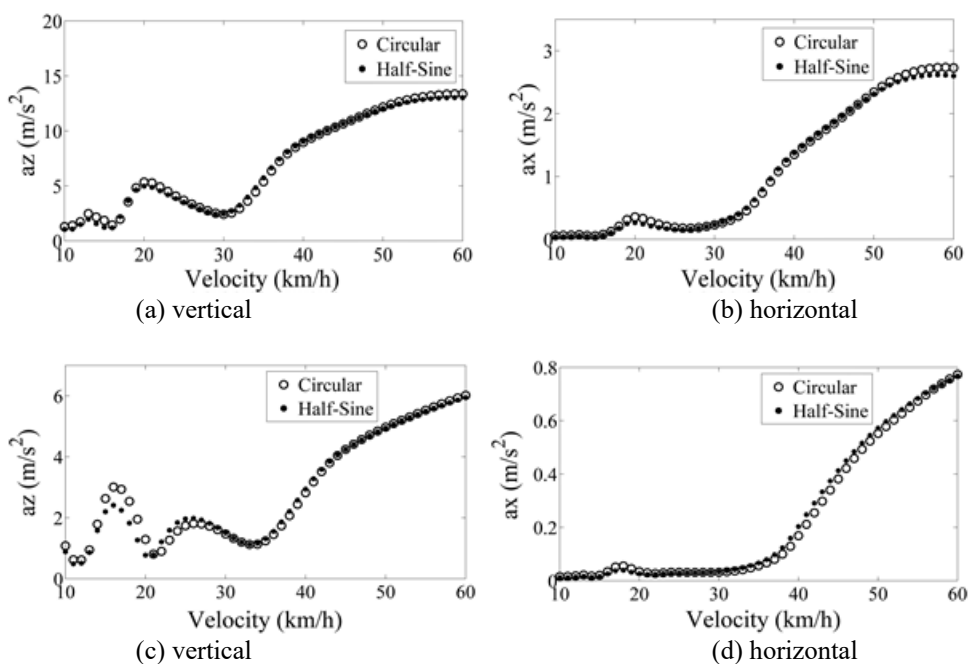 20
15
10
5
0
az (m/s²)
Circular
Half-Sine
10 20 30 40 50 60
Velocity (km/h)
(a) vertical
3
2
1
0
ax (m/s²)
Circular
Half-Sine
10 20 30 40 50 60
Velocity (km/h)
(b) horizontal
6
4
2
0
az (m/s²)
Circular
Half-Sine
10 20 30 40 50 60
Velocity (km/h)
(c) vertical
0.8
0.6
0.4
0.2
0
ax (m/s²)
Circular
Half-Sine
10 20 30 40 50 60
Velocity (km/h)
(d) horizontal